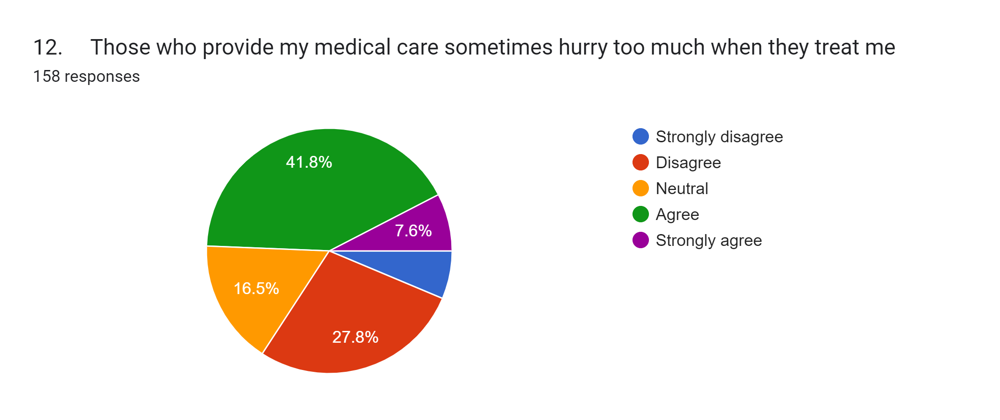 12. Those who provide my medical care sometimes hurry too much when they treat me
158 responses
41.8%
7.6%
16.5%
27.8%
Strongly disagree
Disagree
Neutral
Agree
Strongly agree